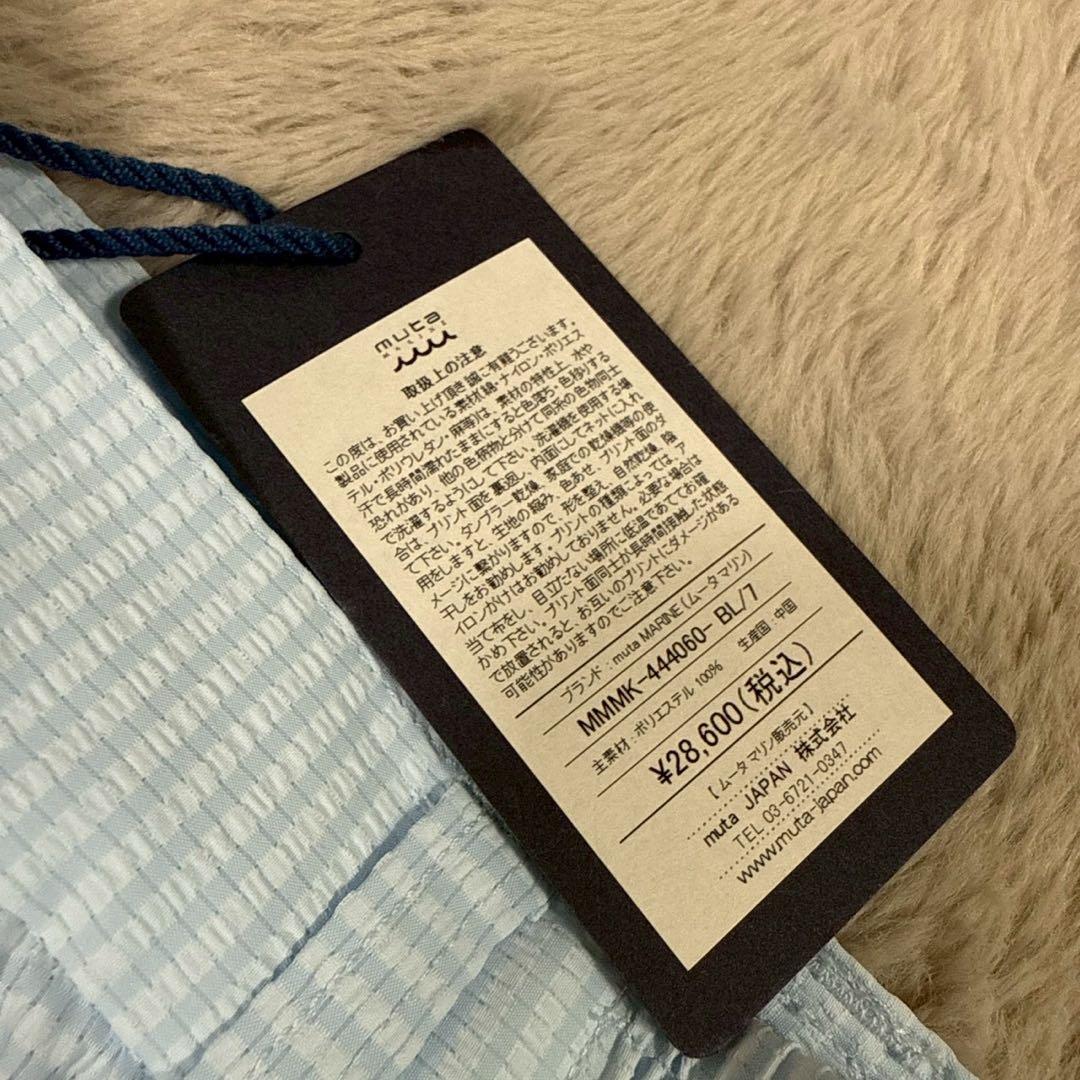 muta
MARINE
取扱上の注意
この度は、お買い上げ頂き誠に有難うございます。
製品に使用されている素材(綿・ナイロン・ポリエス
テル・ポリウレタン・麻等)は、素材の特性上、水や
汗で長時間濡れたままにすると色落ち、色移りする
恐れがあり、他の色柄物と分けて同系の色物同士
で洗濯するようにして下さい。洗濯機を使用する場
合は、プリント面を裏返し、内面にしてネットに入れ
て下さい。タンブラー乾燥、家庭での乾燥機等の使
用をしますと、生地の縮み、色あせ、プリント面のダ
メージに繋がりますので、形を整え、自然乾燥、陰
干しをお勧めします。プリントの種類によっては、ア
イロンがけはお勧めしておりません。必要な場合は
当て布をし、目立たない場所に低温であててお確
かめ下さい。プリント面同士が長時間接触した状態
で放置されると、お互いのプリントにダメージがある
可能性がありますのでご注意下さい。
ブランド:muta MARINE(ムータ マリン)
MMMK-444060- BL/7
主素材:ポリエステル 100% 生産国:中国
¥28,600(税込)
[ムータ マリン販売元]
muta JAPAN 株式会社
TEL 03-6721-0347
www.muta-japan.com